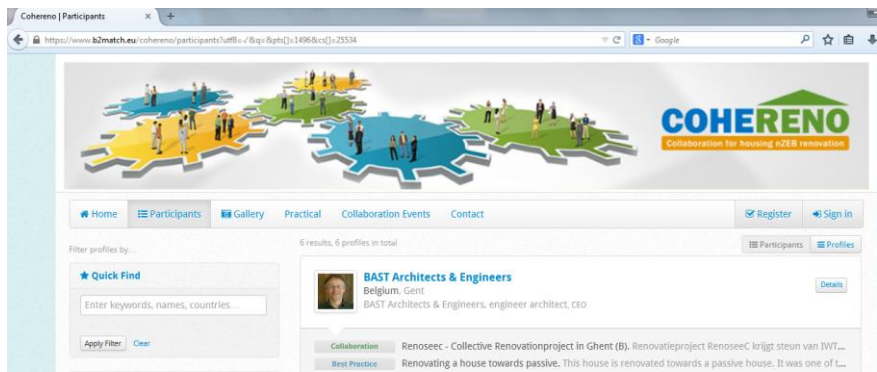 Cohereno | Participants
https://www.b2match.eu/cohereno/participants?utf8=✓&q=&pts[]=1496&cs[]=25534
Google
COHERENO
Collaboration for housing nZEB renovation
Home Participants Gallery Practical Collaboration Events Contact Register Sign in
Filter profiles by...
6 results, 6 profiles in total
Participants Profiles
Quick Find
Enter keywords, names, countries...
Apply Filter Clear
BAST Architects & Engineers
Details
Belgium, Gent
BAST Architects & Engineers, engineer architect, CEO
Collaboration Renoseec - Collective Renovationproject in Ghent (B). Renovatieproject RenoseeC krijgt steun van IWT...
Best Practice Renovating a house towards passive. This house is renovated towards a passive house. It was one of t...